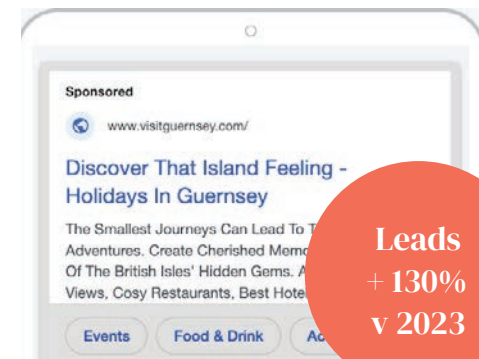 Sponsored
www.visitguernsey.com/
Discover That Island Feeling -
Holidays In Guernsey
The Smallest Journeys Can Lead To
Adventures. Create Cherished
Of The British Isles' Hidden Gems.
Views, Cosy Restaurants, Best
Events
Food & Drink
Leads
+ 130%
v 2023